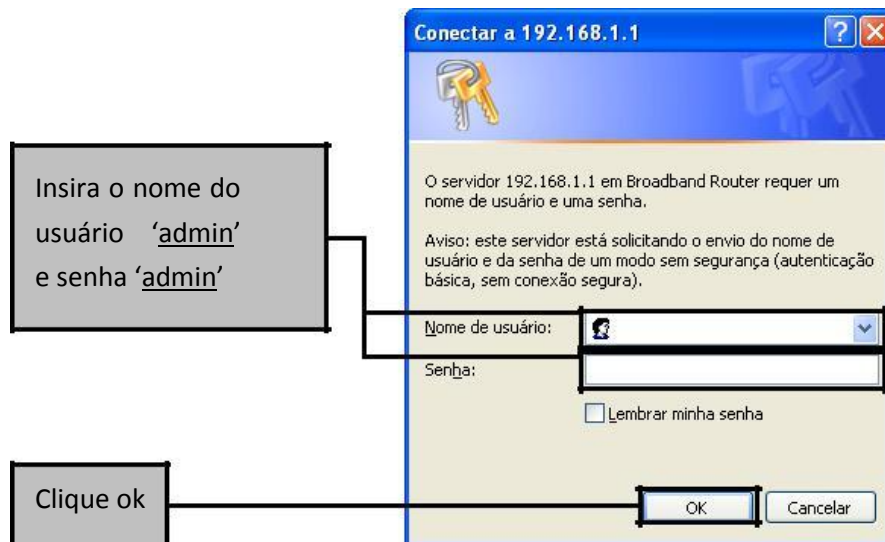 Conectar a 192.168.1.1
Insira o nome do
usuário ‘admin’
e senha ‘admin’
O servidor 192.168.1.1 em Broadband Router requer um
nome de usuário e uma senha.
Aviso: este servidor está solicitando o envio do nome de
usuário e da senha de um modo sem segurança (autenticação
básica, sem conexão segura).
Nome de usuário:
Senha:
Lembrar minha senha
Clique ok
OK
Cancelar